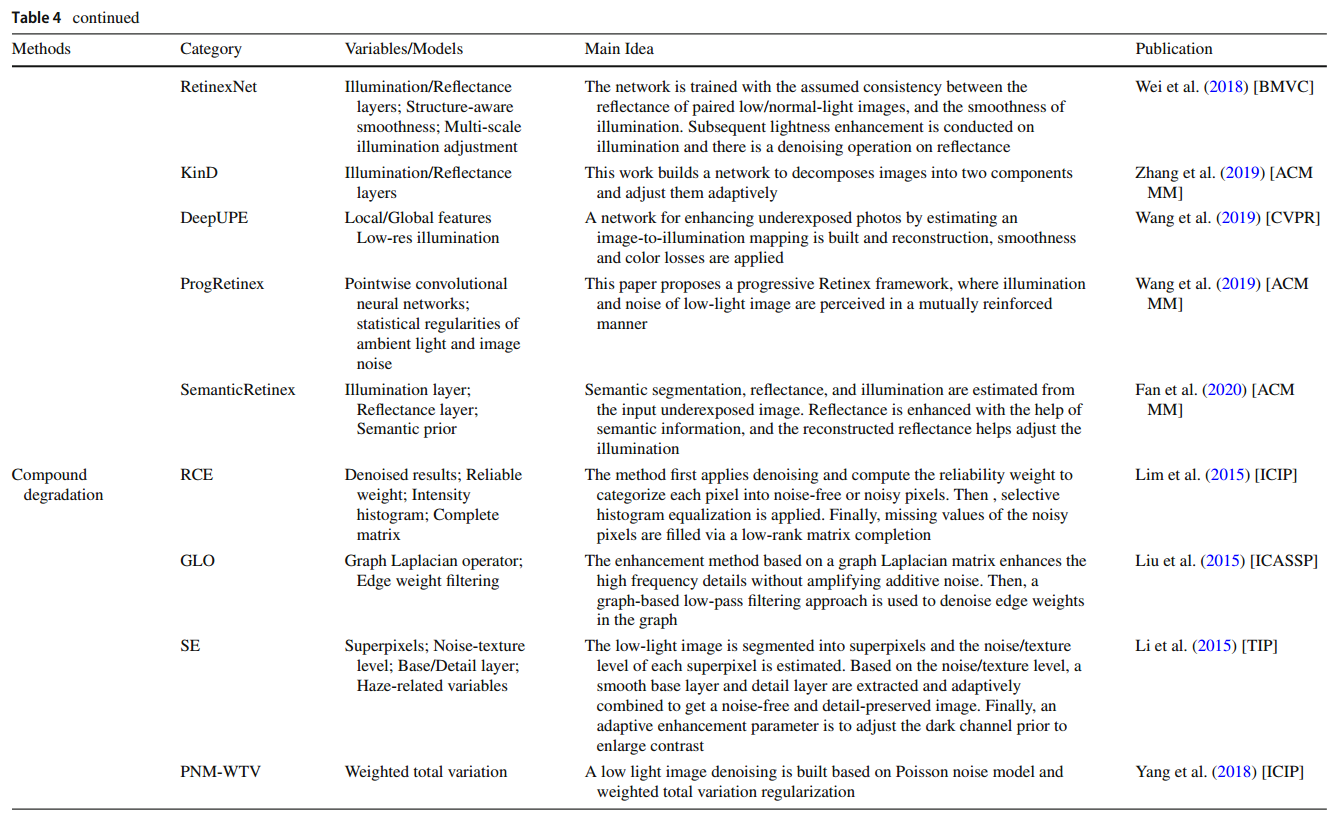 Table 4 continued
Methods Category Variables/Models Main Idea Publication
RetinexNet Illumination/Reflectance The network is trained with the assumed consistency between the Wei et al. (2018) [BMVC]
layers; Structure-aware reflectance of paired low/normal-light images, and the smoothness of
smoothness; Multi-scale illumination. Subsequent lightness enhancement is conducted on
illumination adjustment illumination and there is a denoising operation on reflectance
KinD Illumination/Reflectance This work builds a network to decomposes images into two components Zhang et al. (2019) [ACM
layers and adjust them adaptively MM]
DeepUPE Local/Global features A network for enhancing underexposed photos by estimating an Wang et al. (2019) [CVPR]
Low-res illumination image-to-illumination mapping is built and reconstruction, smoothness
and color losses are applied
ProgRetinex Pointwise convolutional This paper proposes a progressive Retinex framework, where illumination Wang et al. (2019) [ACM
neural networks; and noise of low-light image are perceived in a mutually reinforced MM]
statistical regularities of manner
ambient light and image
noise
SemanticRetinex Illumination layer; Semantic segmentation, reflectance, and illumination are estimated from Fan et al. (2020) [ACM
Reflectance layer; the input underexposed image. Reflectance is enhanced with the help of MM]
Semantic prior semantic information, and the reconstructed reflectance helps adjust the
illumination
Compound RCE Denoised results; Reliable The method first applies denoising and compute the reliability weight to Lim et al. (2015) [ICIP]
degradation weight; Intensity categorize each pixel into noise-free or noisy pixels. Then , selective
histogram; Complete histogram equalization is applied. Finally, missing values of the noisy
matrix pixels are filled via a low-rank matrix completion
GLO Graph Laplacian operator; The enhancement method based on a graph Laplacian matrix enhances the Liu et al. (2015) [ICASSP]
Edge weight filtering high frequency details without amplifying additive noise. Then, a
graph-based low-pass filtering approach is used to denoise edge weights
in the graph
SE Superpixels; Noise-texture The low-light image is segmented into superpixels and the noise/texture Li et al. (2015) [TIP]
level; Base/Detail layer; level of each superpixel is estimated. Based on the noise/texture level, a
Haze-related variables smooth base layer and detail layer are extracted and adaptively
combined to get a noise-free and detail-preserved image. Finally, an
adaptive enhancement parameter is to adjust the dark channel prior to
enlarge contrast
PNM-WTV Weighted total variation A low light image denoising is built based on Poisson noise model and Yang et al. (2018) [ICIP]
weighted total variation regularization